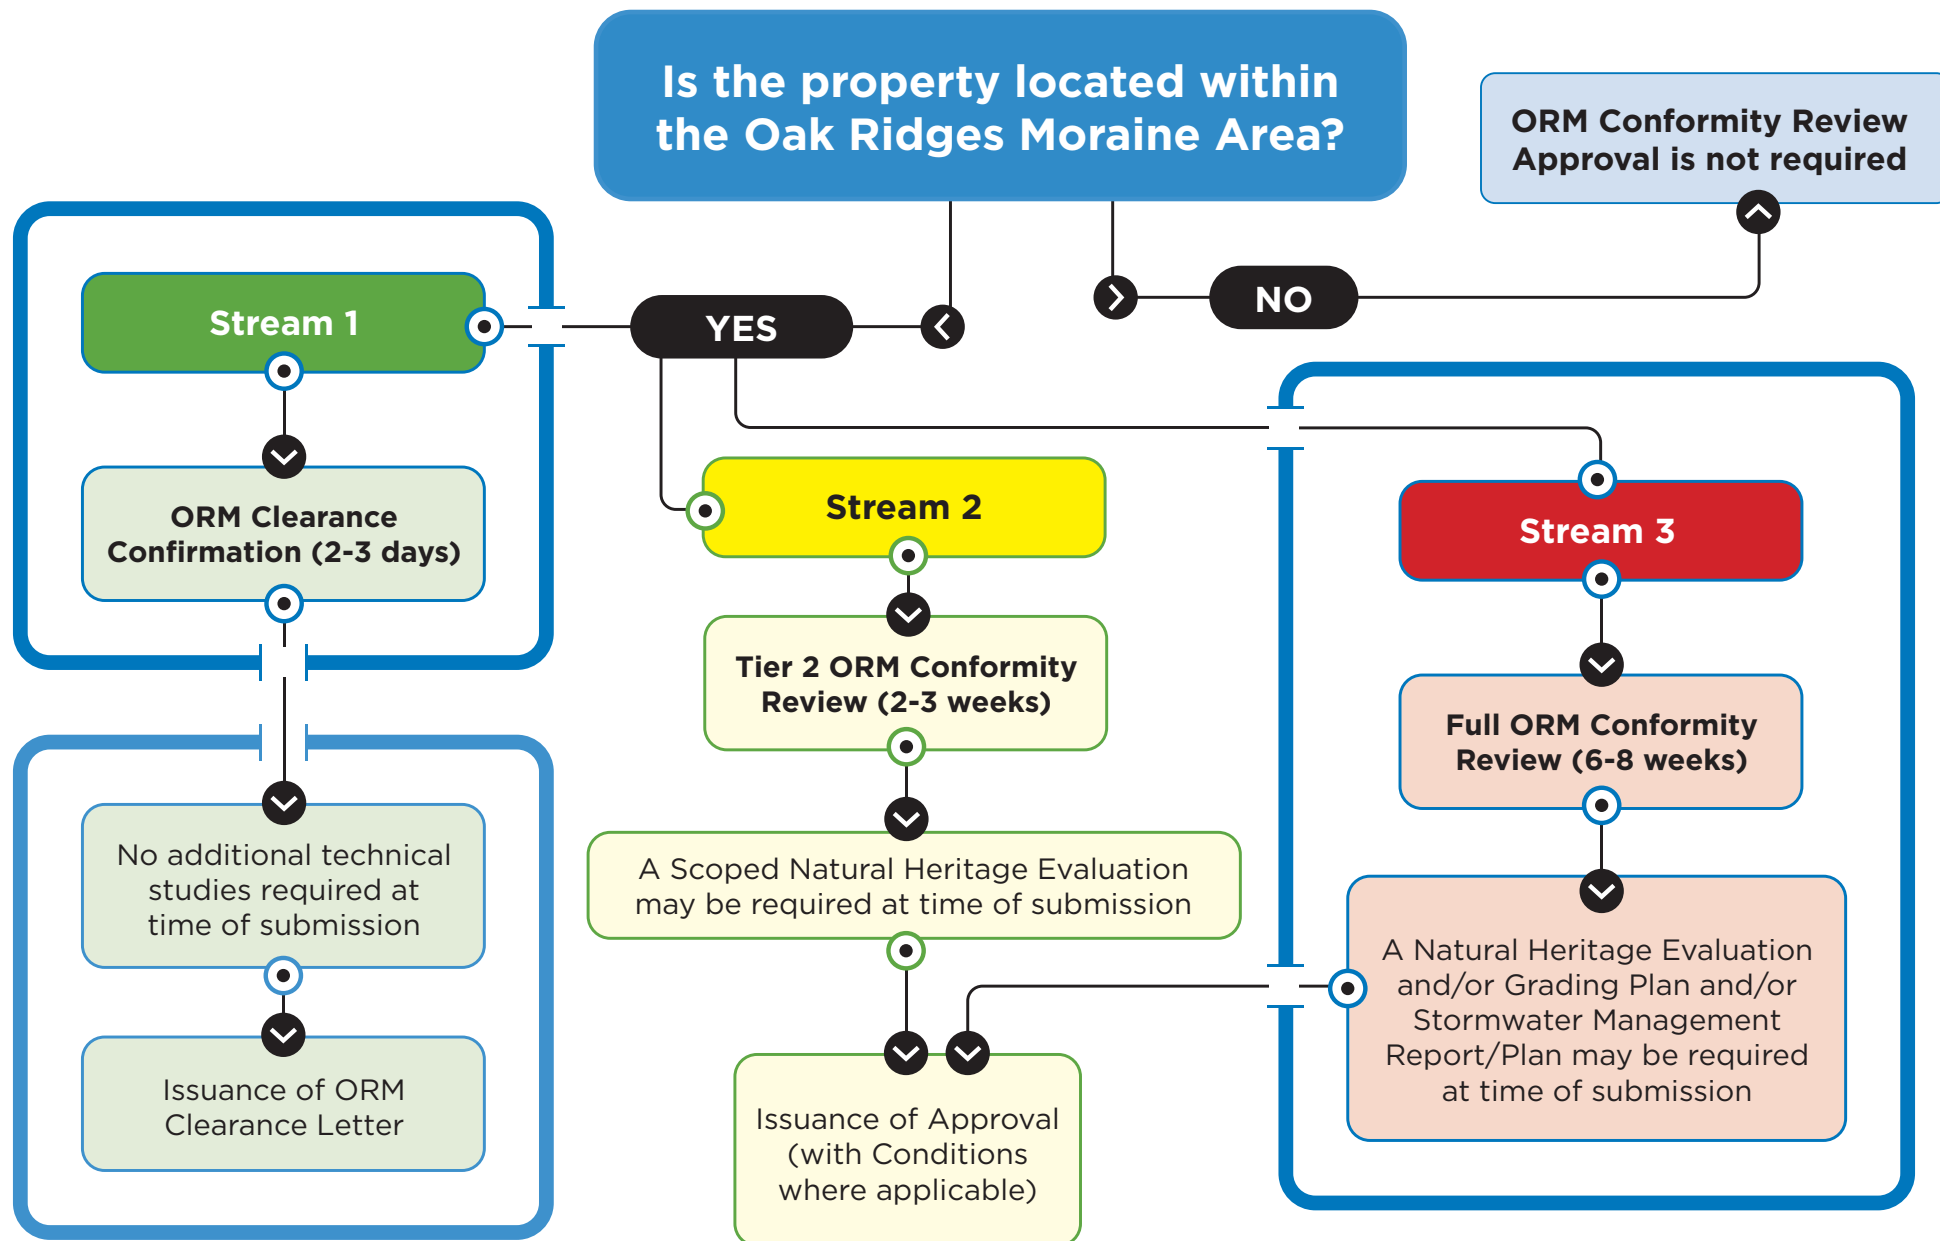 Is the property located within
the Oak Ridges Moraine Area?
ORM Conformity Review
Approval is not required
YES
NO
Stream 1
ORM Clearance
Confirmation (2-3 days)
No additional technical
studies required at
time of submission
Issuance of ORM
Clearance Letter
Stream 2
Tier 2 ORM Conformity
Review (2-3 weeks)
A Scoped Natural Heritage Evaluation
may be required at time of submission
Issuance of Approval
(with Conditions
where applicable)
Stream 3
Full ORM Conformity
Review (6-8 weeks)
A Natural Heritage Evaluation
and/or Grading Plan and/or
Stormwater Management
Report/Plan may be required
at time of submission